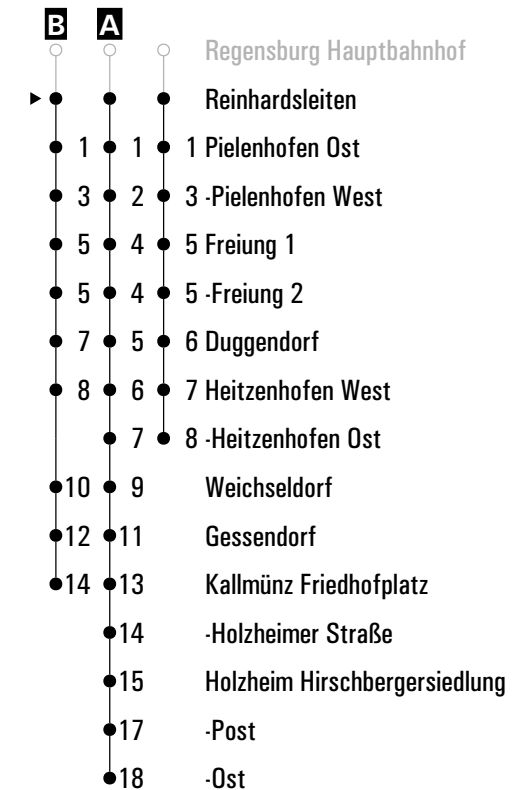 B A
Regensburg Hauptbahnhof
Reinhardsleiten
1 1 1 Pielenhofen Ost
3 2 3 -Pielenhofen West
5 4 5 Freiung 1
5 4 5 -Freiung 2
7 5 6 Duggendorf
8 6 7 Heitzenhofen West
7 8 -Heitzenhofen Ost
10 9 Weichseldorf
12 11 Gessendorf
14 13 Kallmünz Friedhofplatz
14 -Holzheimer Straße
15 Holzheim Hirschbergersiedlung
17 -Post
18 -Ost